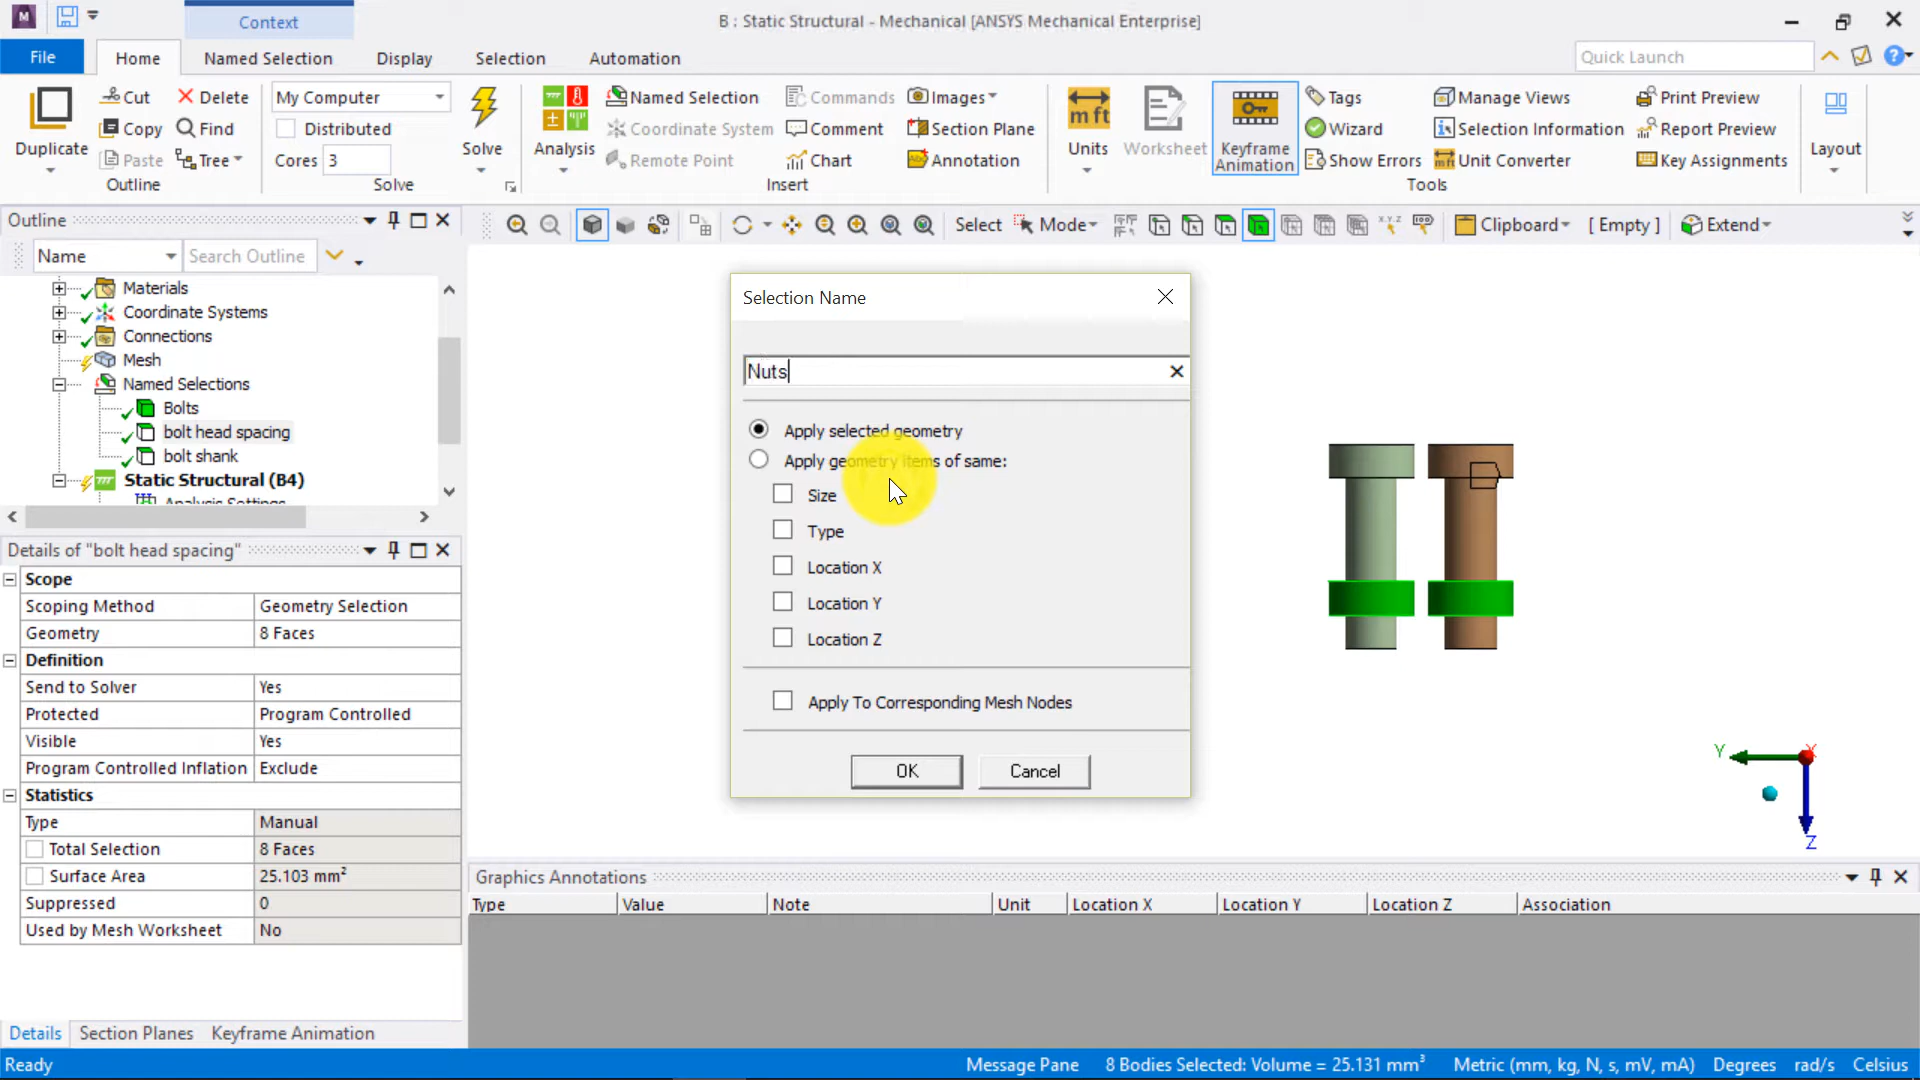 M
Context
B : Static Structural - Mechanical [ANSYS Mechanical Enterprise]
File
Home
Named Selection
Display
Selection
Automation
Quick Launch
Duplicate
Cut
Copy
Paste
Delete
Find
Tree
Outline
My Computer
Distributed
Cores 3
Solve
Solve
Analysis
Named Selection
Coordinate System
Remote Point
Commands
Comment
Chart
Images
Section Plane
Annotation
Insert
Units
Worksheet
Keyframe
Animation
Tags
Wizard
Show Errors
Manage Views
Selection Information
Unit Converter
Print Preview
Report Preview
Key Assignments
Tools
Layout
Outline
Select
Mode
Clipboard
[ Empty ]
Extend
Name
Search Outline
Materials
Coordinate Systems
Connections
Mesh
Named Selections
Bolts
bolt head spacing
bolt shank
Static Structural (B4)
Analysis Settings
Details of "bolt head spacing"
Scope
Scoping Method Geometry Selection
Geometry 8 Faces
Definition
Send to Solver Yes
Protected Program Controlled
Visible Yes
Program Controlled Inflation Exclude
Statistics
Type Manual
Total Selection 8 Faces
Surface Area 25.103 mm²
Suppressed 0
Used by Mesh Worksheet No
Details
Section Planes
Keyframe Animation
Selection Name
Nuts
Apply selected geometry
Apply geometry items of same:
Size
Type
Location X
Location Y
Location Z
Apply To Corresponding Mesh Nodes
OK
Cancel
Y
X
Z
Graphics Annotations
Type Value Note Unit Location X Location Y Location Z Association
Ready
Message Pane
8 Bodies Selected: Volume = 25.131 mm³
Metric (mm, kg, N, s, mV, mA)
Degrees
rad/s
Celsius